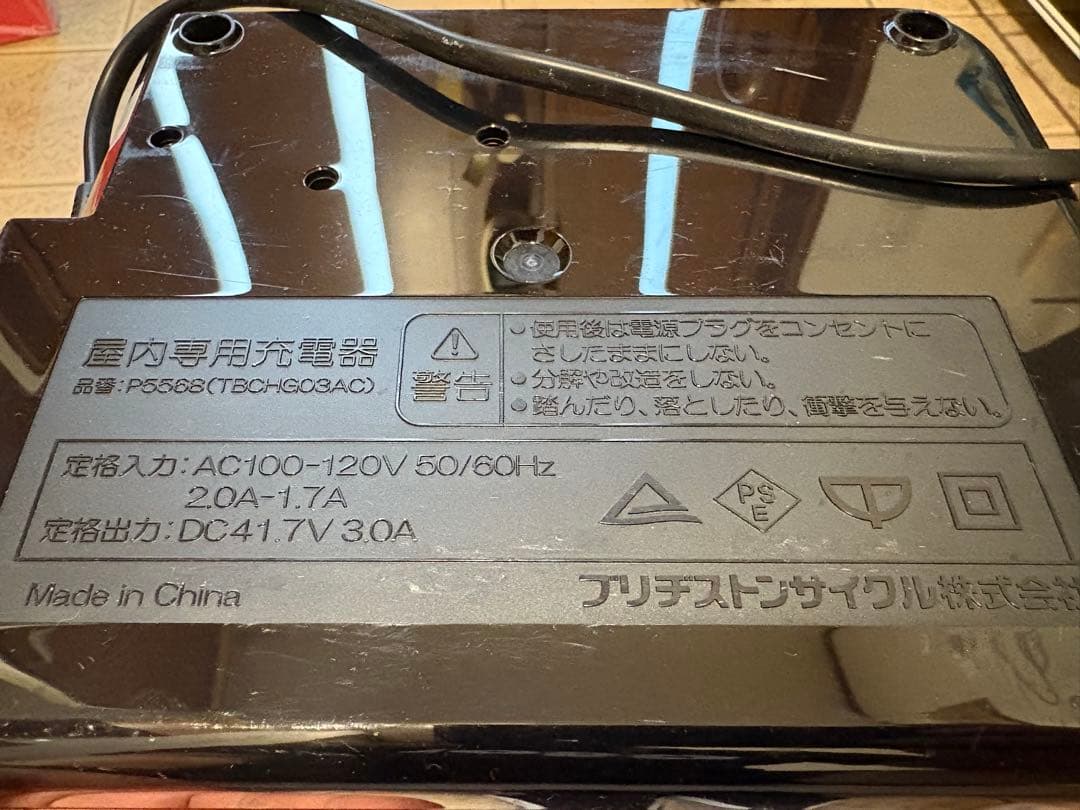 屋内専用充電器
品番:P5568(TBCHG03AC)
警告
・使用後は電源プラグをコンセントに
さしたままにしない。
・分解や改造をしない。
・踏んだり、落としたり、衝撃を与えない。
定格入力:AC100-120V 50/60Hz
2.0A-1.7A
定格出力:DC41.7V 3.0A
PS
E
Made in China
ブリヂストンサイクル株式会社